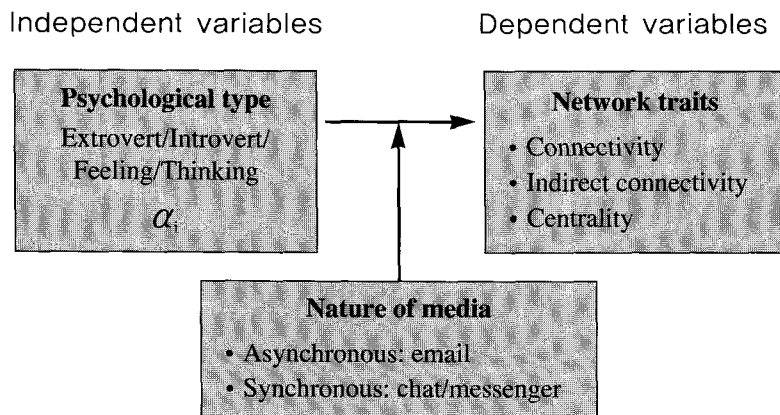 Independent variables
Dependent variables
Psychological type
Extrovert/Introvert/
Feeling/Thinking
αᵢ
Network traits
• Connectivity
• Indirect connectivity
• Centrality
Nature of media
• Asynchronous: email
• Synchronous: chat/messenger